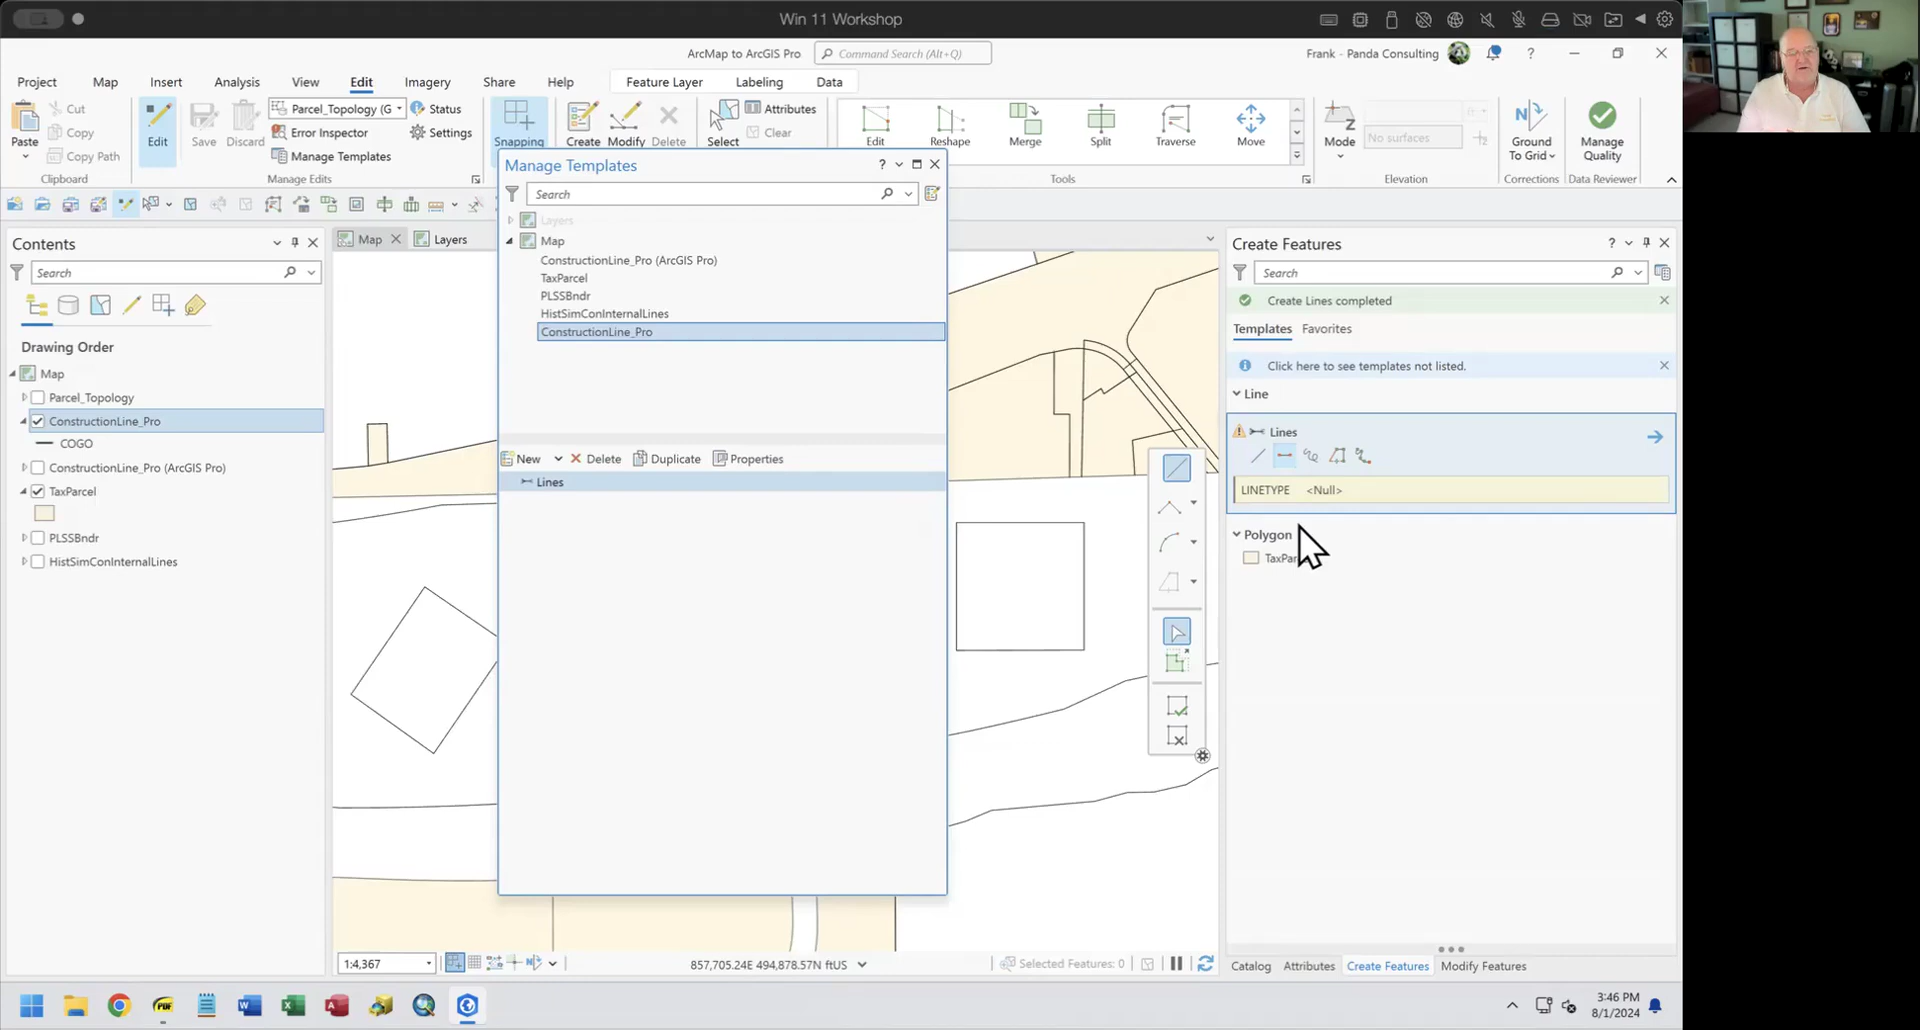 Win 11 Workshop
ArcMap to ArcGIS Pro
Command Search (Alt+Q)
Frank - Panda Consulting
?
Project
Map
Insert
Analysis
View
Edit
Imagery
Share
Help
Feature Layer
Labeling
Data
Paste
Cut
Copy
Copy Path
Clipboard
Edit
Save
Discard
Parcel_Topology (G
Error Inspector
Manage Templates
Status
Settings
Manage Edits
Snapping
Create
Modify
Delete
Select
Attributes
Clear
Edit
Reshape
Merge
Split
Traverse
Move
Tools
Mode
No surfaces
Elevation
Ground
To Grid
Corrections
Manage
Quality
Data Reviewer
Contents
Search
Drawing Order
Map
Parcel_Topology
ConstructionLine_Pro
COGO
ConstructionLine_Pro (ArcGIS Pro)
TaxParcel
PLSSBndr
HistSimConInternalLines
Map
Layers
Manage Templates
?
Search
Layers
Map
ConstructionLine_Pro (ArcGIS Pro)
TaxParcel
PLSSBndr
HistSimConInternalLines
ConstructionLine_Pro
New
Delete
Duplicate
Properties
Lines
Create Features
?
Search
Create Lines completed
Templates
Favorites
Click here to see templates not listed.
Line
Lines
LINETYPE <Null>
Polygon
TaxPar
1:4,367
857,705.24E 494,878.57N ftUS
Selected Features: 0
Catalog
Attributes
Create Features
Modify Features
3:46 PM
8/1/2024